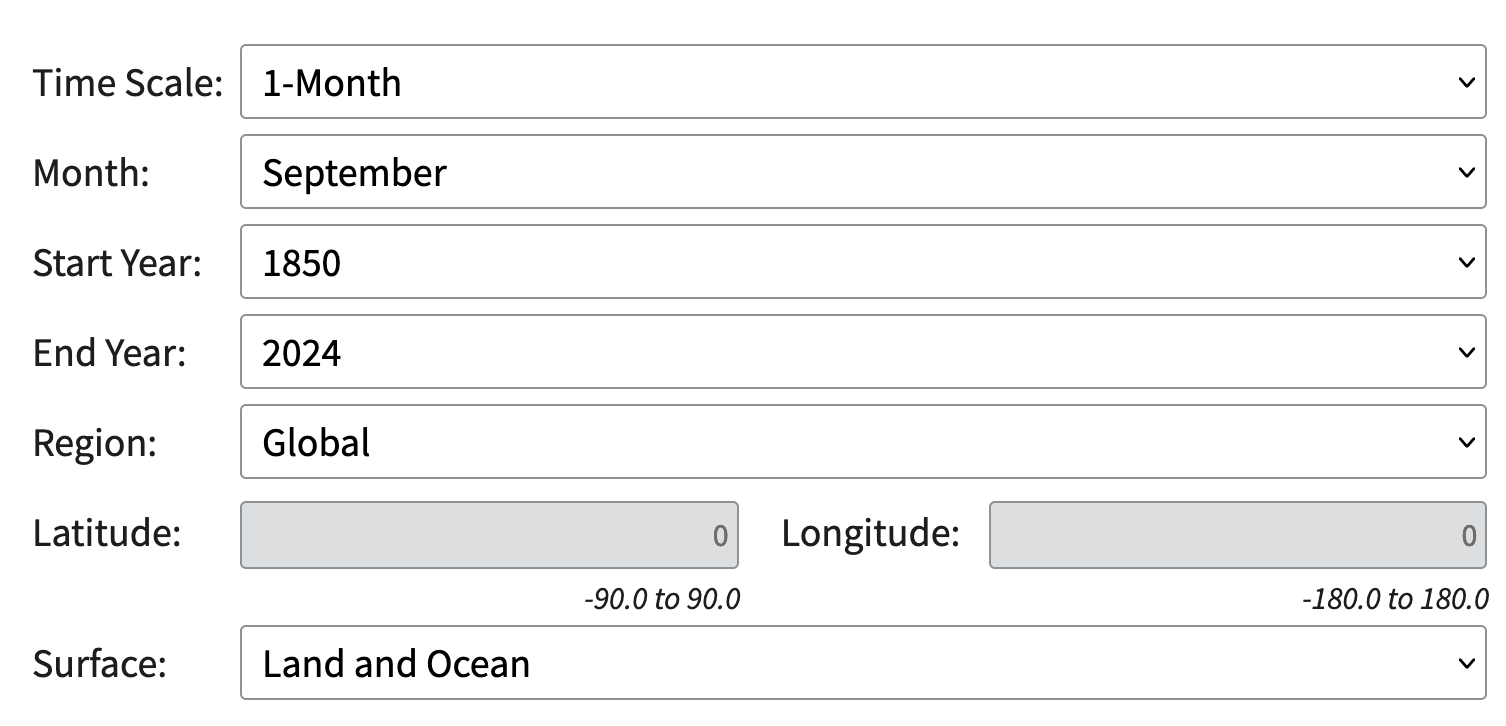 Time Scale: 1-Month
Month: September
Start Year: 1850
End Year: 2024
Region: Global
Latitude: 0 Longitude: 0
-90.0 to 90.0 -180.0 to 180.0
Surface: Land and Ocean